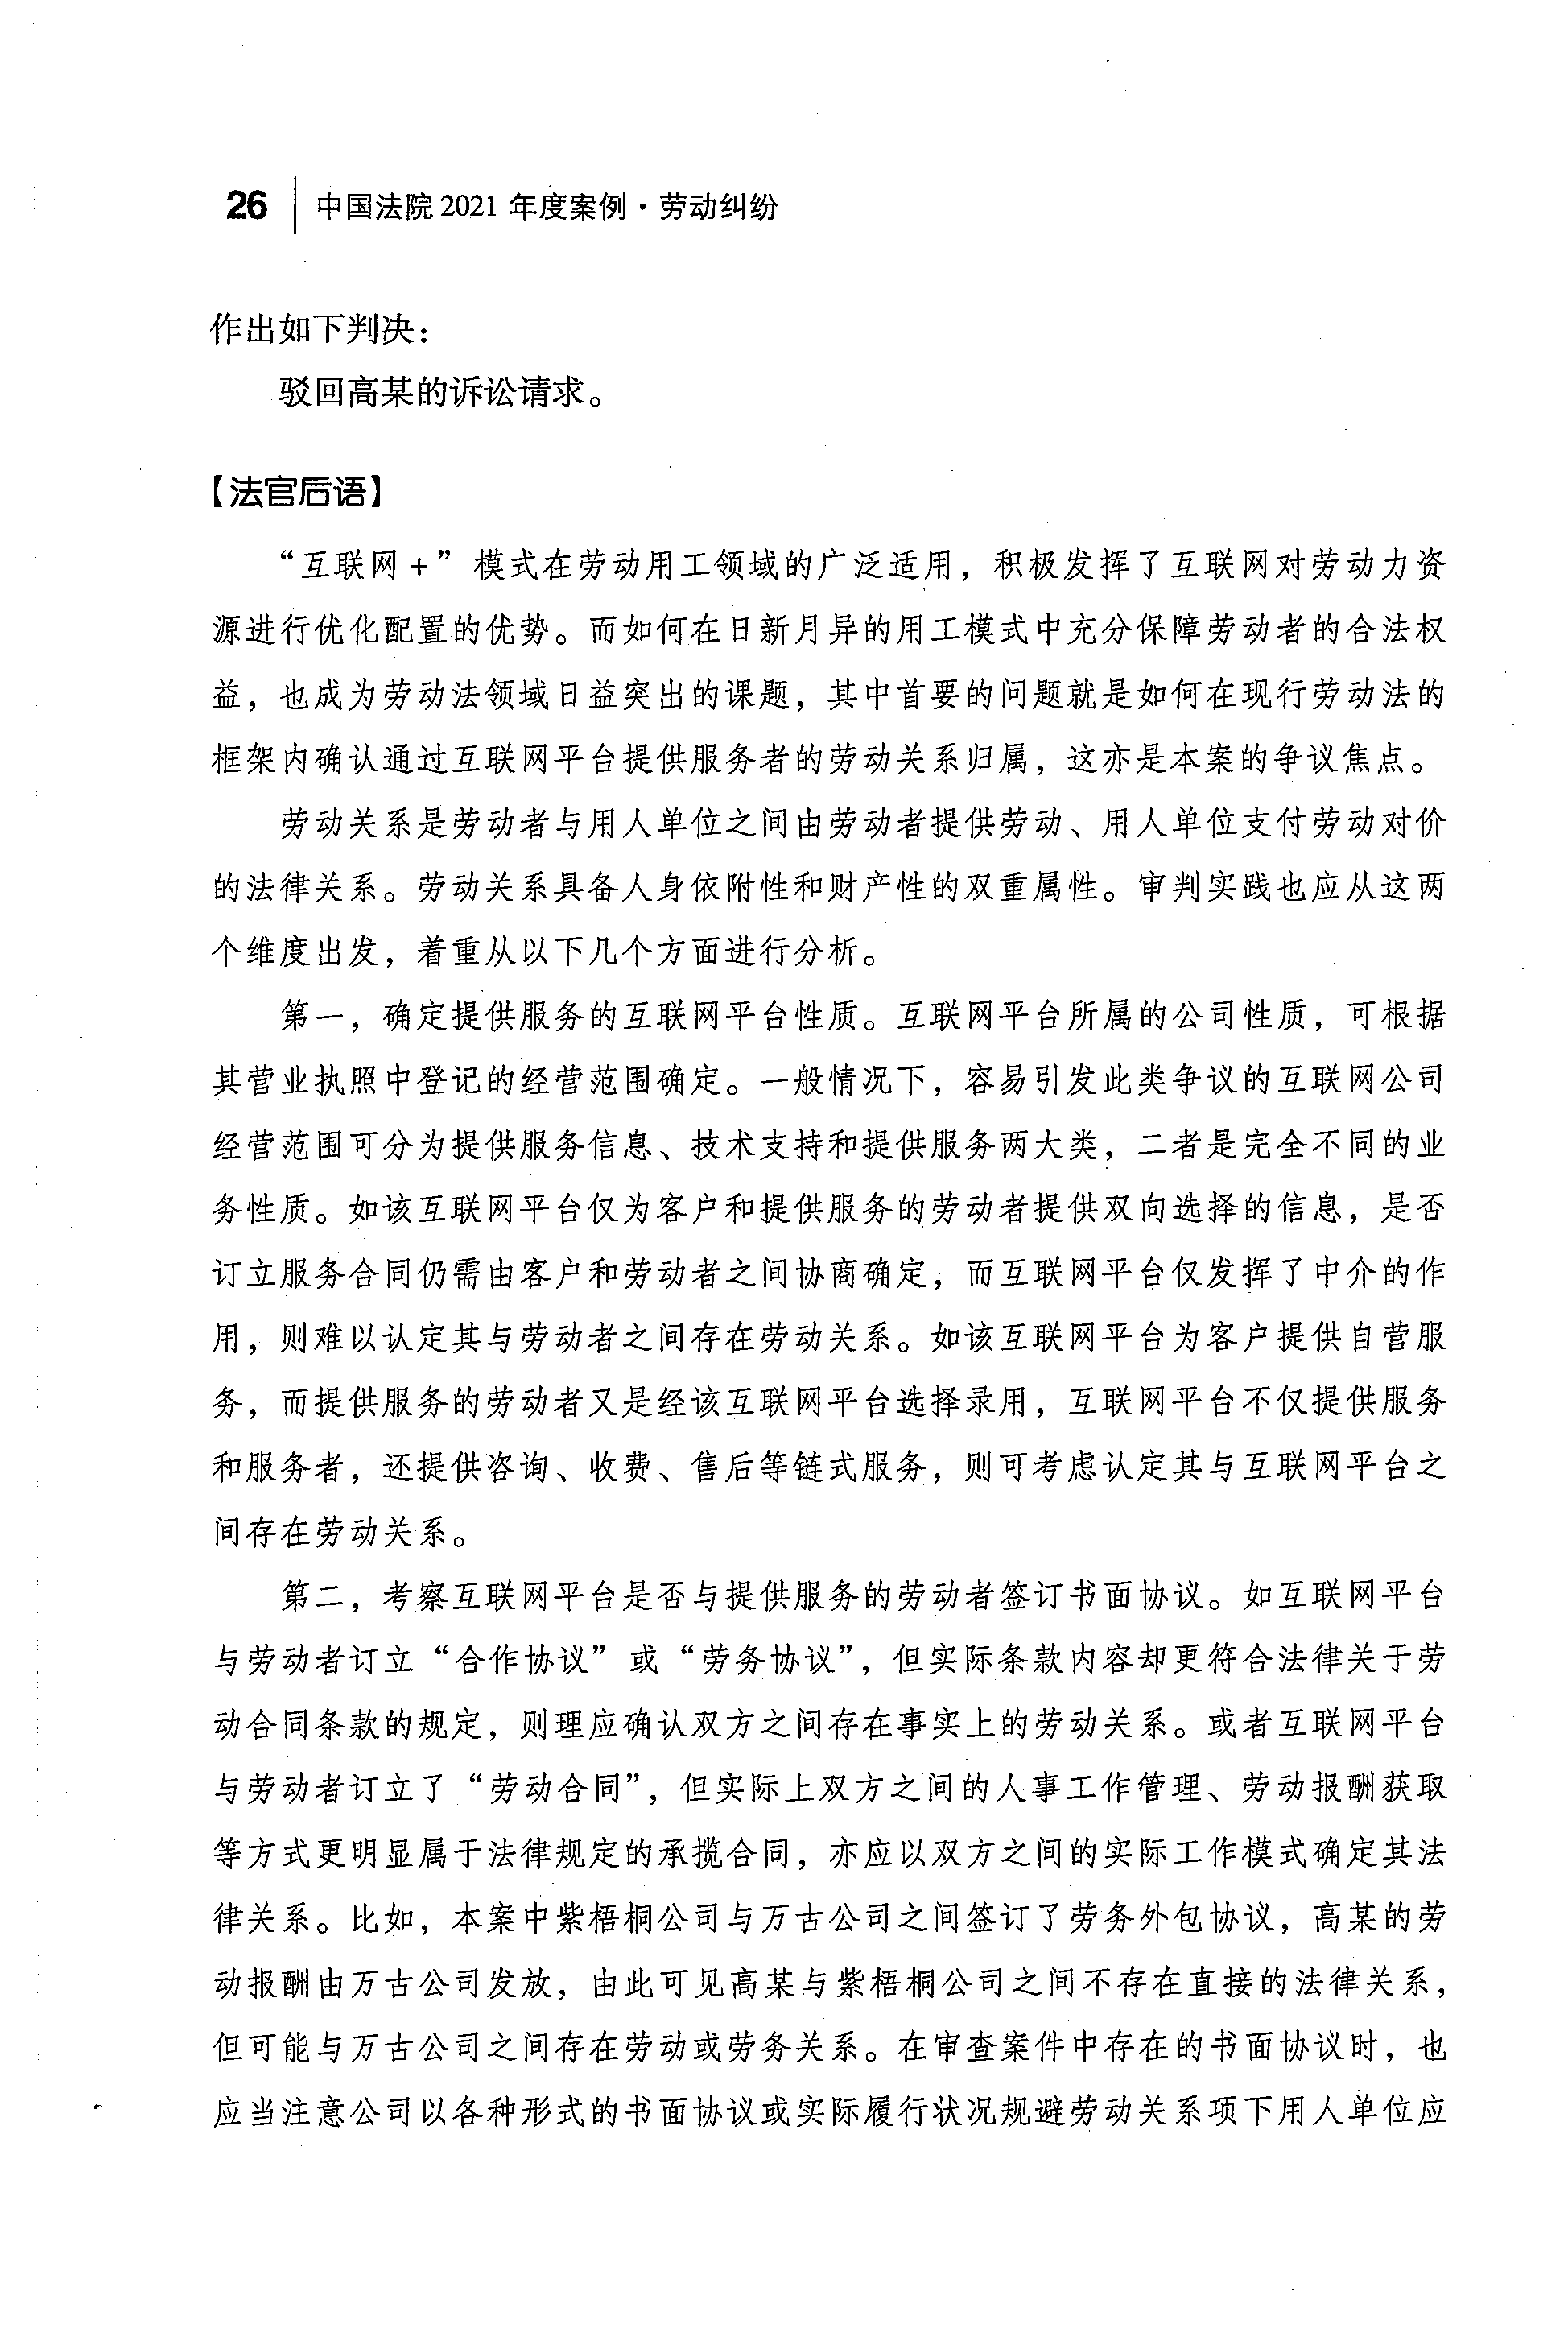 26 中国法院 2021 年度案例·劳动纠纷
作出如下判决：
驳回高某的诉讼请求。
【法官后语】
“互联网+”模式在劳动用工领域的广泛适用，积极发挥了互联网对劳动力资
源进行优化配置的优势。而如何在日新月异的用工模式中充分保障劳动者的合法权
益，也成为劳动法领域日益突出的课题，其中首要的问题就是如何在现行劳动法的
框架内确认通过互联网平台提供服务者的劳动关系归属，这亦是本案的争议焦点。
劳动关系是劳动者与用人单位之间由劳动者提供劳动、用人单位支付劳动对价
的法律关系。劳动关系具备人身依附性和财产性的双重属性。审判实践也应从这两
个维度出发，着重从以下几个方面进行分析。
第一，确定提供服务的互联网平台性质。互联网平台所属的公司性质，可根据
其营业执照中登记的经营范围确定。一般情况下，容易引发此类争议的互联网公司
经营范围可分为提供服务信息、技术支持和提供服务两大类，二者是完全不同的业
务性质。如该互联网平台仅为客户和提供服务的劳动者提供双向选择的信息，是否
订立服务合同仍需由客户和劳动者之间协商确定，而互联网平台仅发挥了中介的作
用，则难以认定其与劳动者之间存在劳动关系。如该互联网平台为客户提供自营服
务，而提供服务的劳动者又是经该互联网平台选择录用，互联网平台不仅提供服务
和服务者，还提供咨询、收费、售后等链式服务，则可考虑认定其与互联网平台之
间存在劳动关系。
第二，考察互联网平台是否与提供服务的劳动者签订书面协议。如互联网平台
与劳动者订立“合作协议”或“劳务协议”，但实际条款内容却更符合法律关于劳
动合同条款的规定，则理应确认双方之间存在事实上的劳动关系。或者互联网平台
与劳动者订立了“劳动合同”，但实际上双方之间的人事工作管理、劳动报酬获取
等方式更明显属于法律规定的承揽合同，亦应以双方之间的实际工作模式确定其法
律关系。比如，本案中紫梧桐公司与万古公司之间签订了劳务外包协议，高某的劳
动报酬由万古公司发放，由此可见高某与紫梧桐公司之间不存在直接的法律关系，
但可能与万古公司之间存在劳动或劳务关系。在审查案件中存在的书面协议时，也
应当注意公司以各种形式的书面协议或实际履行状况规避劳动关系项下用人单位应